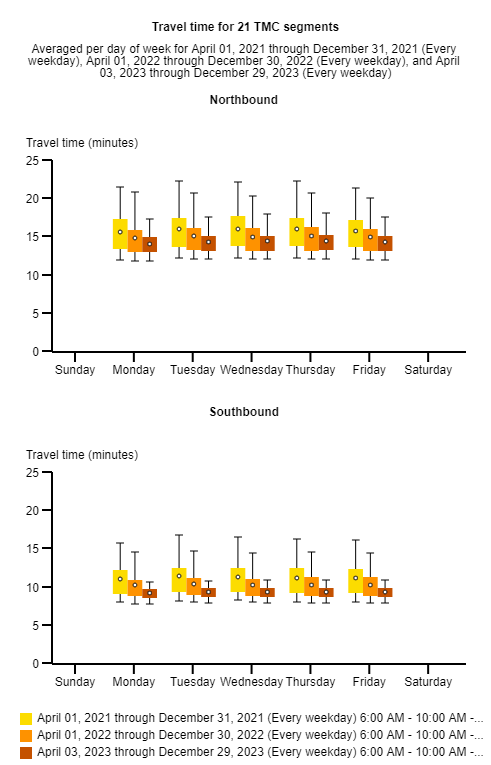 Travel time for 21 TMC segments
Averaged per day of week for April 01, 2021 through December 31, 2021 (Every
weekday), April 01, 2022 through December 30, 2022 (Every weekday), and April
03, 2023 through December 29, 2023 (Every weekday)
Northbound
Travel time (minutes)
25
20
15
10
5
0
Sunday Monday Tuesday Wednesday Thursday Friday Saturday
Southbound
Travel time (minutes)
25
20
15
10
5
0
Sunday Monday Tuesday Wednesday Thursday Friday Saturday
April 01, 2021 through December 31, 2021 (Every weekday) 6:00 AM - 10:00 AM -...
April 01, 2022 through December 30, 2022 (Every weekday) 6:00 AM - 10:00 AM -...
April 03, 2023 through December 29, 2023 (Every weekday) 6:00 AM - 10:00 AM -...